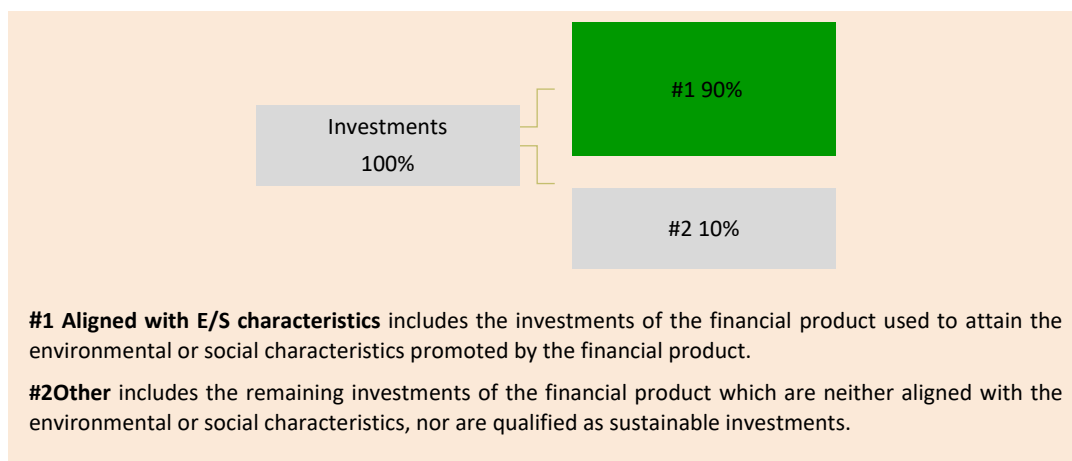 #1 90%
Investments
100%
#2 10%
#1 Aligned with E/S characteristics includes the investments of the financial product used to attain the
environmental or social characteristics promoted by the financial product.
#2Other includes the remaining investments of the financial product which are neither aligned with the
environmental or social characteristics, nor are qualified as sustainable investments.